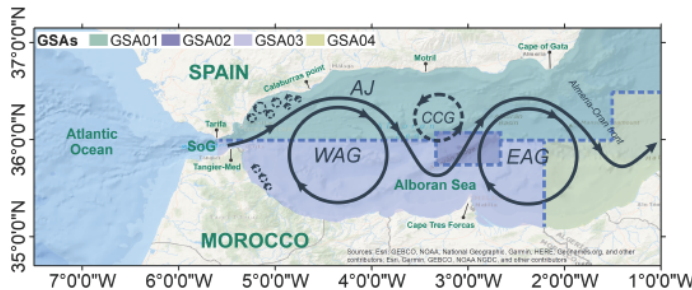 GSAs GSA01 GSA02 GSA03 GSA04
37°0'0"N
36°0'0"N
35°0'0"N
Cape of Gata
Motril
SPAIN
Calaburras point
AJ
Almeria-Oran front
CCG
Tarifa
Atlantic
Ocean
SoG
WAG
EAG
Tangier-Med
Alboran Sea
Cape Tres Forcas
MOROCCO
Sources: Esri, GEBCO, NOAA, National Geographic, Garmin, HERE, Geonames.org, and other
contributors; Esri, Garmin, GEBCO, NOAA NGDC, and other contributors
7°0'0"W 6°0'0"W 5°0'0"W 4°0'0"W 3°0'0"W 2°0'0"W 1°0'0"W